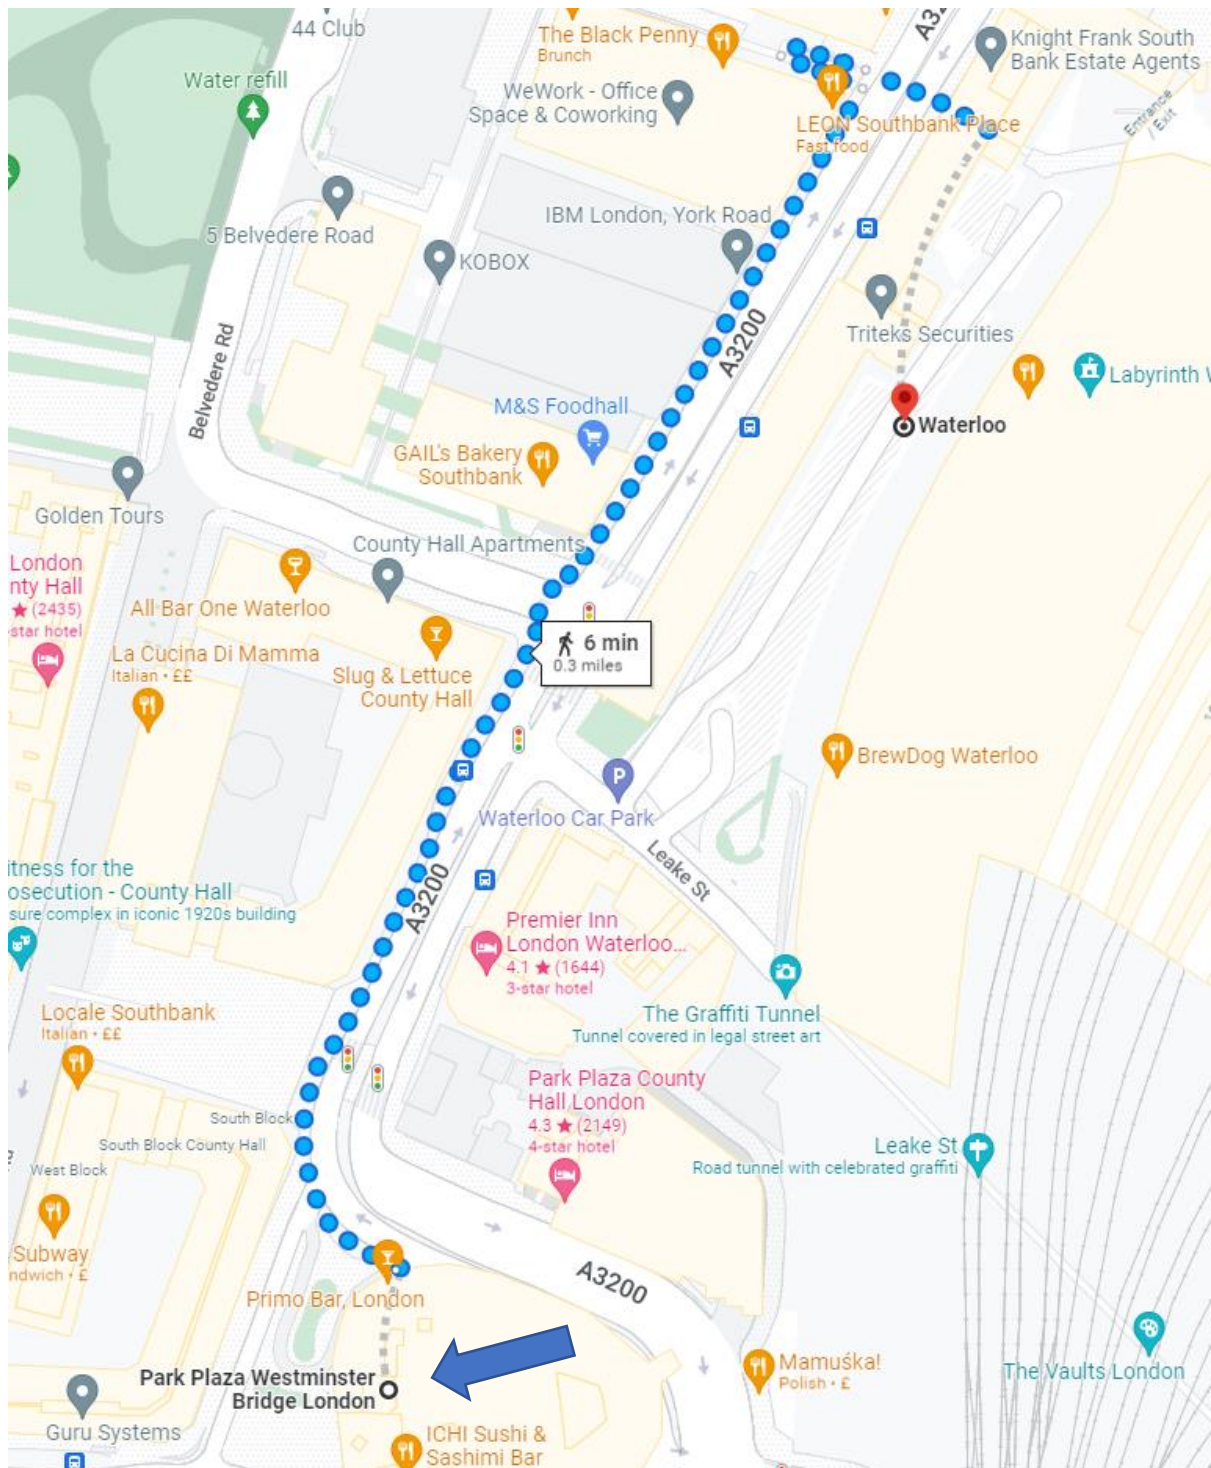 44 Club
The Black Penny
Brunch
A32
Knight Frank South
Bank Estate Agents
Water refill
WeWork - Office
Space & Coworking
Entrance
/ Exit
LEON Southbank Place
Fast food
IBM London, York Road
5 Belvedere Road
KOBOX
Triteks Securities
A3200
Belvedere Rd
Labyrinth W
M&S Foodhall
Waterloo
GAIL's Bakery
Southbank
Golden Tours
County Hall Apartments
London
nty Hall
★ (2435)
-star hotel
All Bar One Waterloo
6 min
0.3 miles
La Cucina Di Mamma
Italian • ££
Slug & Lettuce
County Hall
BrewDog Waterloo
P
Waterloo Car Park
Leake St
itness for the
osecution - County Hall
sure complex in iconic 1920s building
A3200
Premier Inn
London Waterloo...
4.1 ★ (1644)
3-star hotel
Locale Southbank
Italian • ££
The Graffiti Tunnel
Tunnel covered in legal street art
Park Plaza County
Hall London
4.3 ★ (2149)
4-star hotel
South Block
South Block County Hall
West Block
Leake St
Road tunnel with celebrated graffiti
Subway
ndwich • £
A3200
Primo Bar, London
Park Plaza Westminster
Bridge London
Mamuśka!
Polish • £
The Vaults London
Guru Systems
ICHI Sushi &
Sashimi Bar